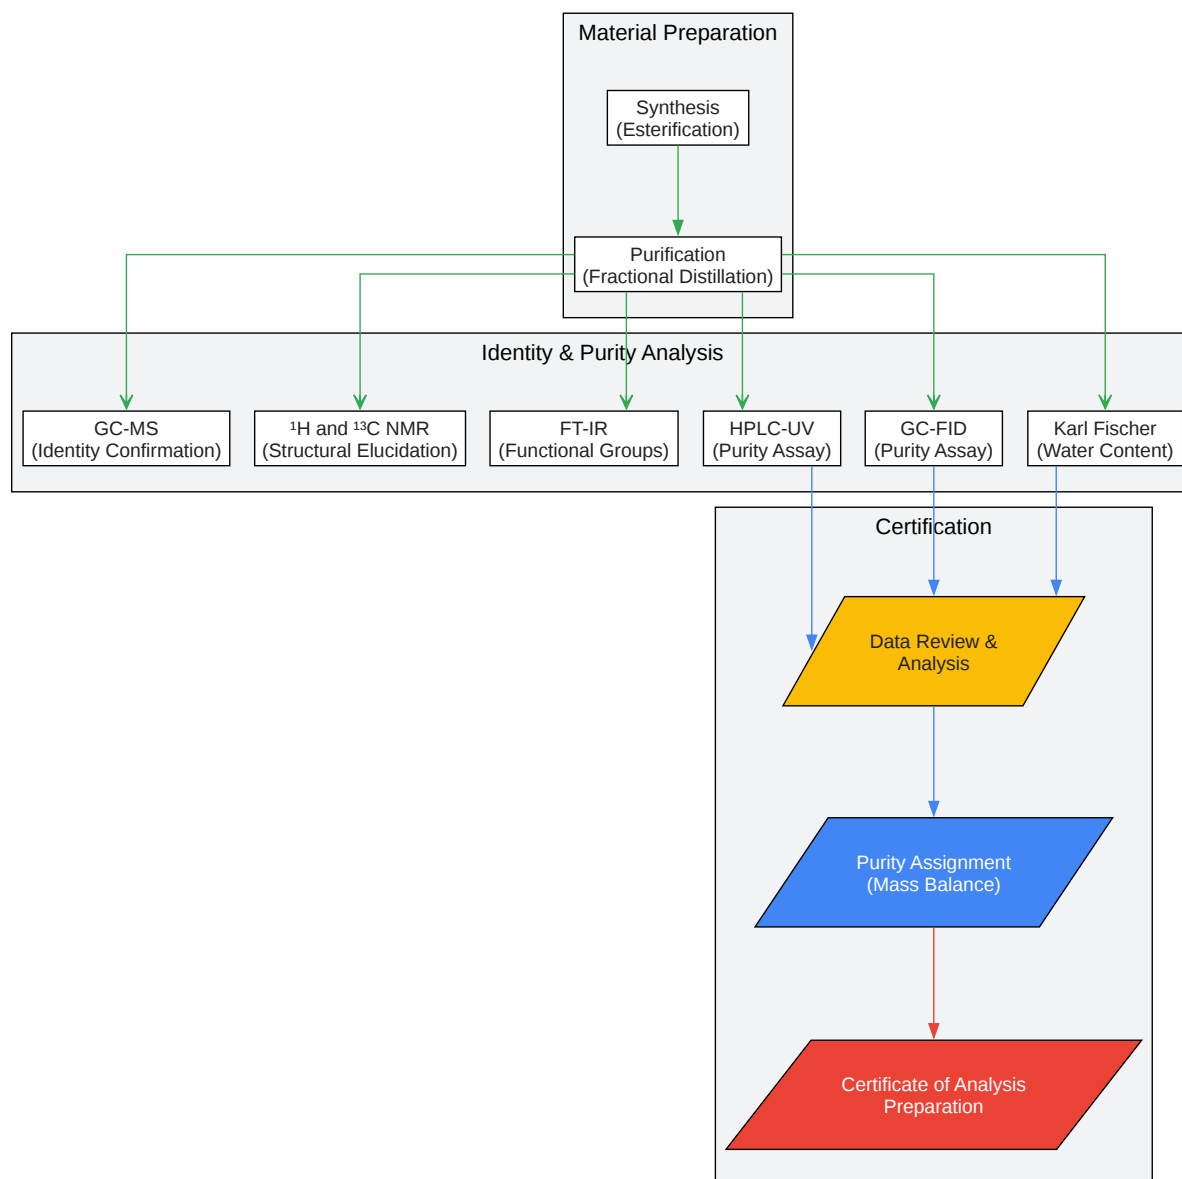 Material Preparation
Synthesis
(Esterification)
Purification
(Fractional Distillation)
Identity & Purity Analysis
GC-MS
(Identity Confirmation)
¹H and ¹³C NMR
(Structural Elucidation)
FT-IR
(Functional Groups)
HPLC-UV
(Purity Assay)
GC-FID
(Purity Assay)
Karl Fischer
(Water Content)
Certification
Data Review &
Analysis
Purity Assignment
(Mass Balance)
Certificate of Analysis
Preparation